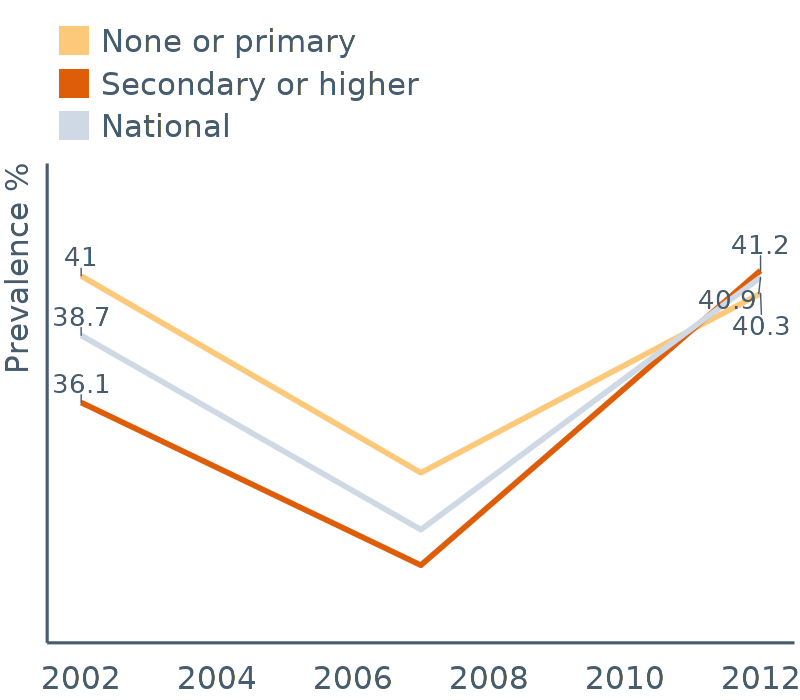 None or primary
Secondary or higher
National
Prevalence %
41
38.7
36.1
41.2
40.9
40.3
2002 2004 2006 2008 2010 2012